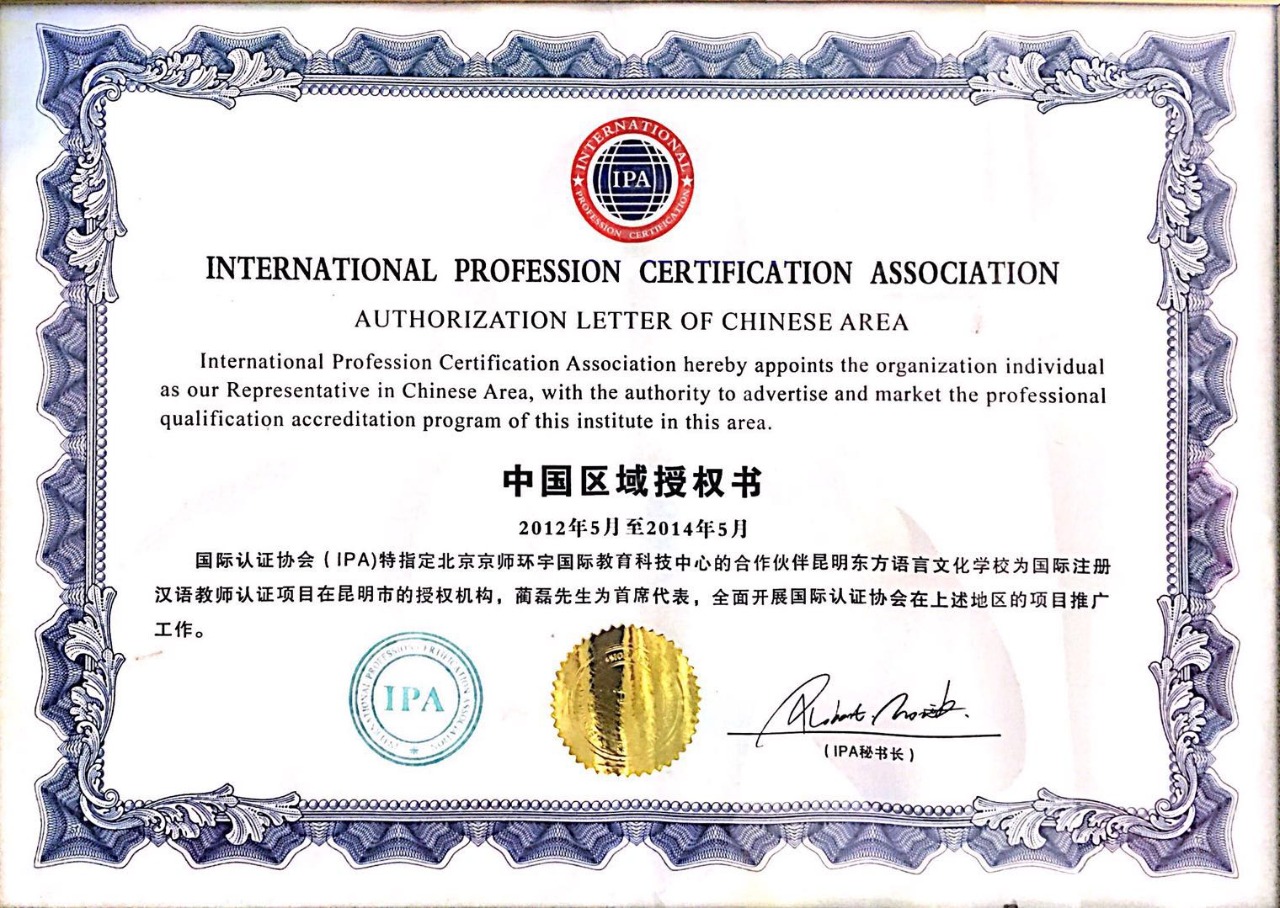 INTERNATIONAL
IPA
PROFESSION CERTIFICATION
INTERNATIONAL PROFESSION CERTIFICATION ASSOCIATION
AUTHORIZATION LETTER OF CHINESE AREA
International Profession Certification Association hereby appoints the organization individual
as our Representative in Chinese Area, with the authority to advertise and market the professional
qualification accreditation program of this institute in this area.
中国区域授权书
2012年5月至2014年5月
国际认证协会（IPA)特指定北京京师环宇国际教育科技中心的合作伙伴昆明东方语言文化学校为国际注册
汉语教师认证项目在昆明市的授权机构，蔺磊先生为首席代表，全面开展国际认证协会在上述地区的项目推广
工作。
INTERNATIONAL PROFESSION CERTIFICATION ASSOCIATION
IPA
（IPA秘书长）